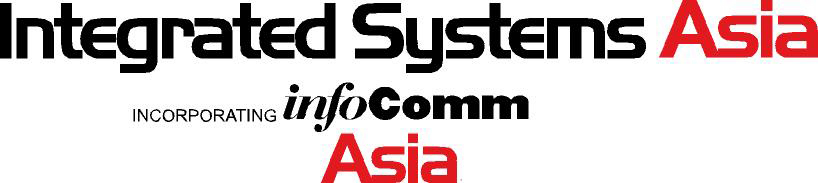 Integrated Systems Asia
INCORPORATING infoComm
Asia